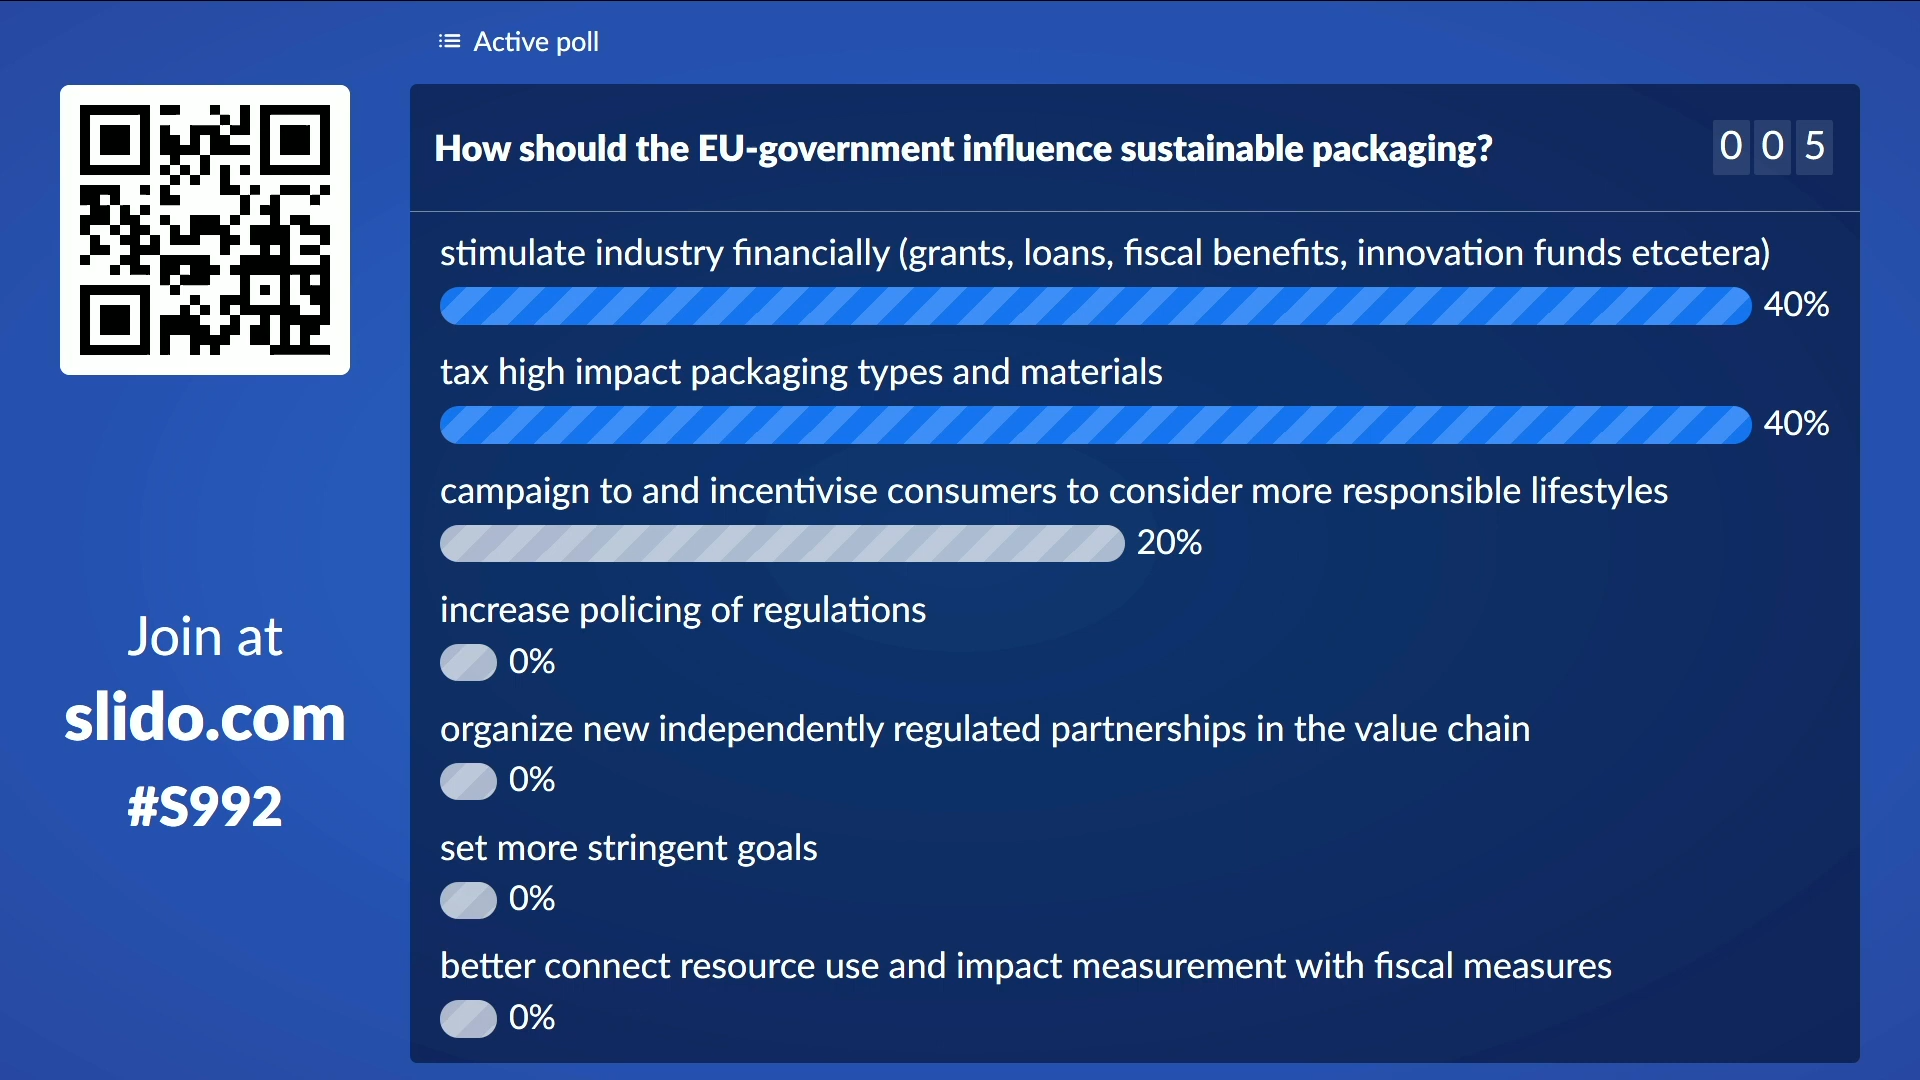 Active poll
How should the EU-government influence sustainable packaging?
005
stimulate industry financially (grants, loans, fiscal benefits, innovation funds etcetera)
40%
tax high impact packaging types and materials
40%
campaign to and incentivise consumers to consider more responsible lifestyles
20%
increase policing of regulations
0%
organize new independently regulated partnerships in the value chain
0%
set more stringent goals
0%
better connect resource use and impact measurement with fiscal measures
0%
Join at
slido.com
#S992